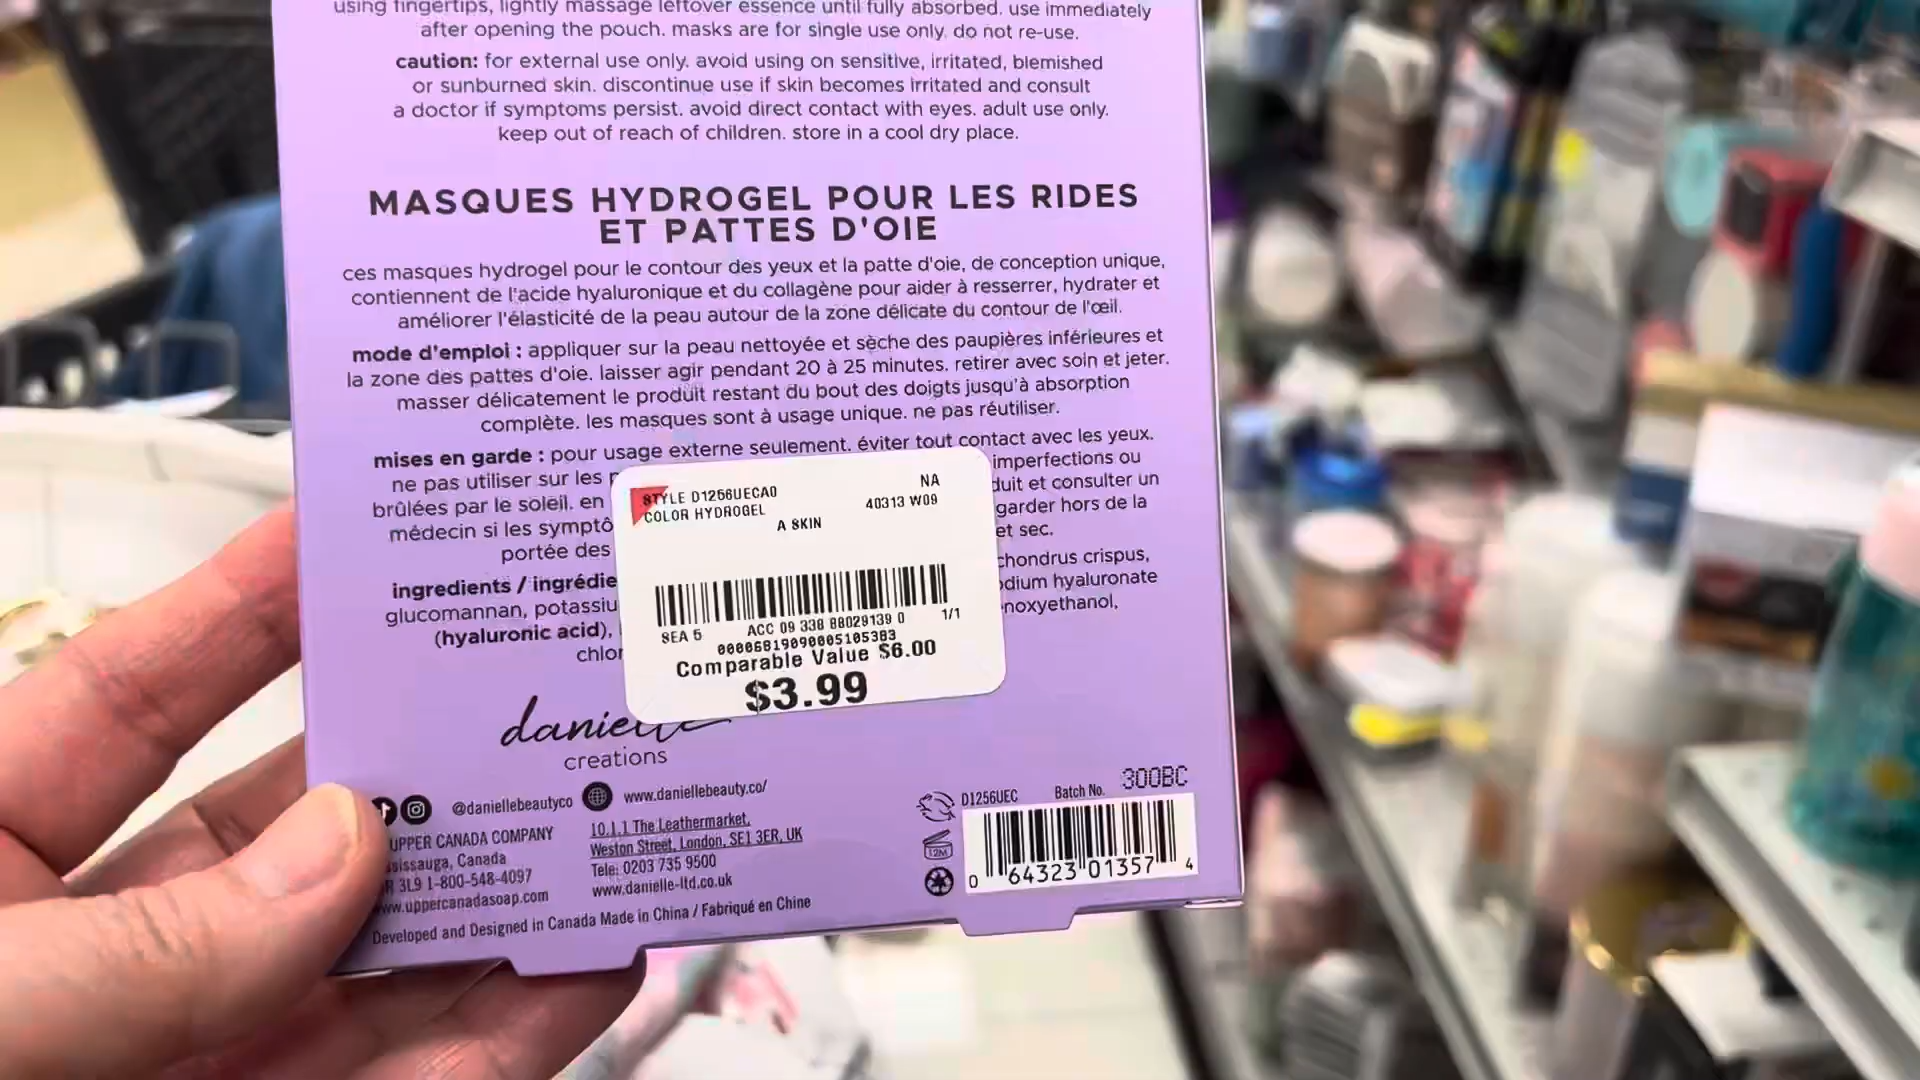 using fingertips, lightly massage leftover essence until fully absorbed. use immediately
after opening the pouch. masks are for single use only. do not re-use.
caution: for external use only. avoid using on sensitive, irritated, blemished
or sunburned skin. discontinue use if skin becomes irritated and consult
a doctor if symptoms persist. avoid direct contact with eyes. adult use only.
keep out of reach of children. store in a cool dry place.
MASQUES HYDROGEL POUR LES RIDES
ET PATTES D'OIE
ces masques hydrogel pour le contour des yeux et la patte d'oie, de conception unique,
contiennent de l'acide hyaluronique et du collagène pour aider à resserrer, hydrater et
améliorer l'élasticité de la peau autour de la zone délicate du contour de l'œil.
mode d'emploi : appliquer sur la peau nettoyée et sèche des paupières inférieures et
la zone des pattes d'oie. laisser agir pendant 20 à 25 minutes. retirer avec soin et jeter.
masser délicatement le produit restant du bout des doigts jusqu'à absorption
complète. les masques sont à usage unique. ne pas réutiliser.
mises en garde : pour usage externe seulement. éviter tout contact avec les yeux.
ne pas utiliser sur les imperfections ou
brûlées par le soleil. en duit et consulter un
médecin si les symptô garder hors de la
portée des et sec.
ingredients / ingrédie chondrus crispus,
glucomannan, potassiu odium hyaluronate
(hyaluronic acid), noxyethanol,
chlor
STYLE D1256UECA0 NA
COLOR HYDROGEL 40313 W09
A SKIN
SEA 5 ACC 09 338 88029139 0 1/1
00006819090005105383
Comparable Value $6.00
$3.99
danielle
creations
@daniellebeautyco www.daniellebeauty.co/
UPPER CANADA COMPANY
ssissauga, Canada
R 3L9 1-800-548-4097
www.uppercanadasoap.com
10.1.1 The Leathermarket,
Weston Street, London, SE1 3ER, UK
Tele: 0203 735 9500
www.danielle-ltd.co.uk
Developed and Designed in Canada Made in China / Fabriqué en Chine
D1256UEC Batch No. 300BC
12M
0 64323 01357 4